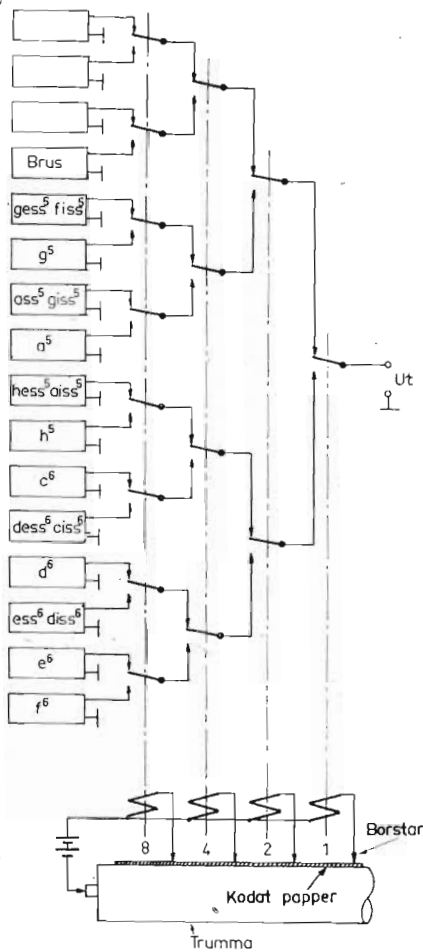 Brus
gess⁵ fiss⁵
g⁵
ass⁵ giss⁵
a⁵
hess⁵ aiss⁵
h⁵
c⁶
dess⁶ ciss⁶
d⁶
ess⁶ diss⁶
e⁶
f⁶
Ut
8 4 2 1
Borstar
Kodat papper
Trumma